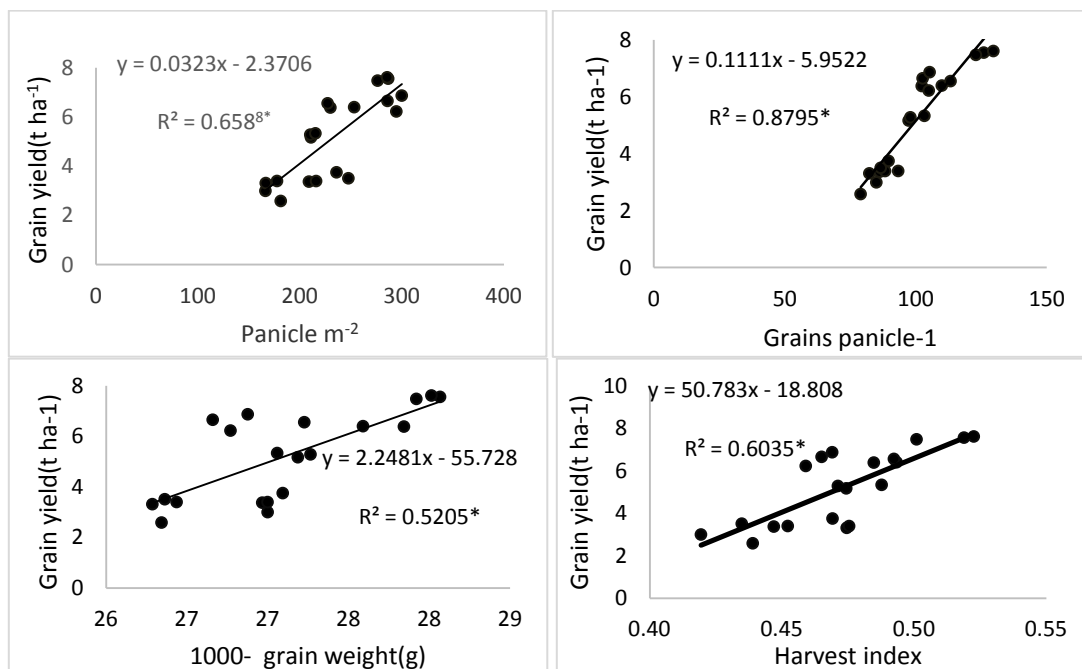 y = 0.0323x - 2.3706
R² = 0.658⁸*
Grain yield(t ha⁻¹)
8
6
4
2
0
0 100 200 300 400
Panicle m⁻²
y = 0.1111x - 5.9522
R² = 0.8795*
Grain yield(t ha-1)
8
6
4
2
0
0 50 100 150
Grains panicle-1
y = 2.2481x - 55.728
R² = 0.5205*
Grain yield(t ha-1)
8
6
4
2
0
26 27 27 28 28 29
1000- grain weight(g)
y = 50.783x - 18.808
R² = 0.6035*
Grain yield(t ha-1)
10
8
6
4
2
0
0.40 0.45 0.50 0.55
Harvest index